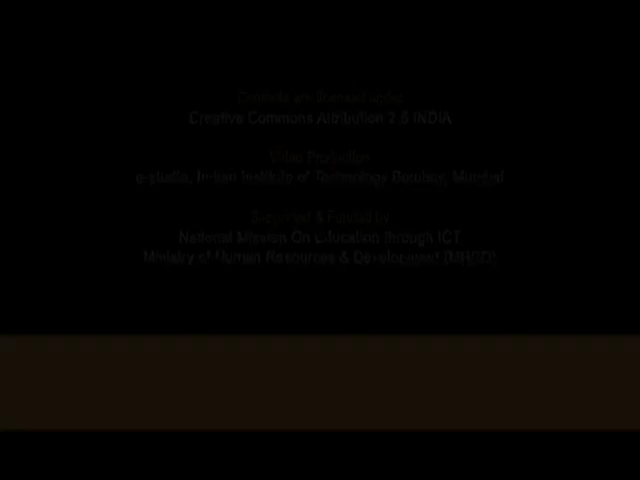 Contents are licensed under
Creative Commons Attribution 2.5 INDIA
Video Production
e-studio, Indian Institute of Technology Bombay, Mumbai
Supported & Funded by
National Mission On Education through ICT
Ministry of Human Resources & Development (MHRD)